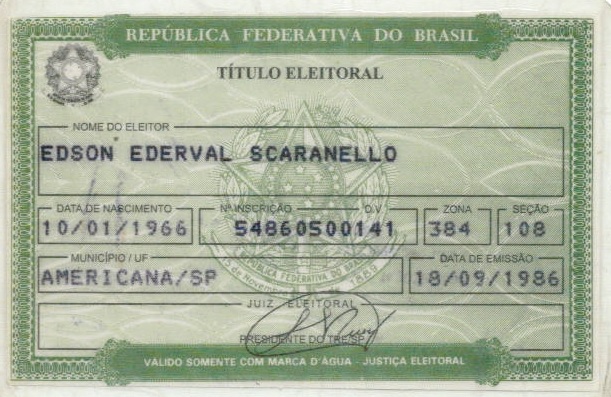 REPÚBLICA FEDERATIVA DO BRASIL
TÍTULO ELEITORAL
NOME DO ELEITOR
EDSON EDERVAL SCARANELLO
DATA DE NASCIMENTO Nº INSCRIÇÃO D.V. ZONA SEÇÃO
10/01/1966 54860500141 384 108
MUNICÍPIO / UF DATA DE EMISSÃO
AMERICANA/SP 18/09/1986
JUIZ ELEITORAL
PRESIDENTE DO TRE/SP
VALIDO SOMENTE COM MARCA D'ÁGUA - JUSTIÇA ELEITORAL